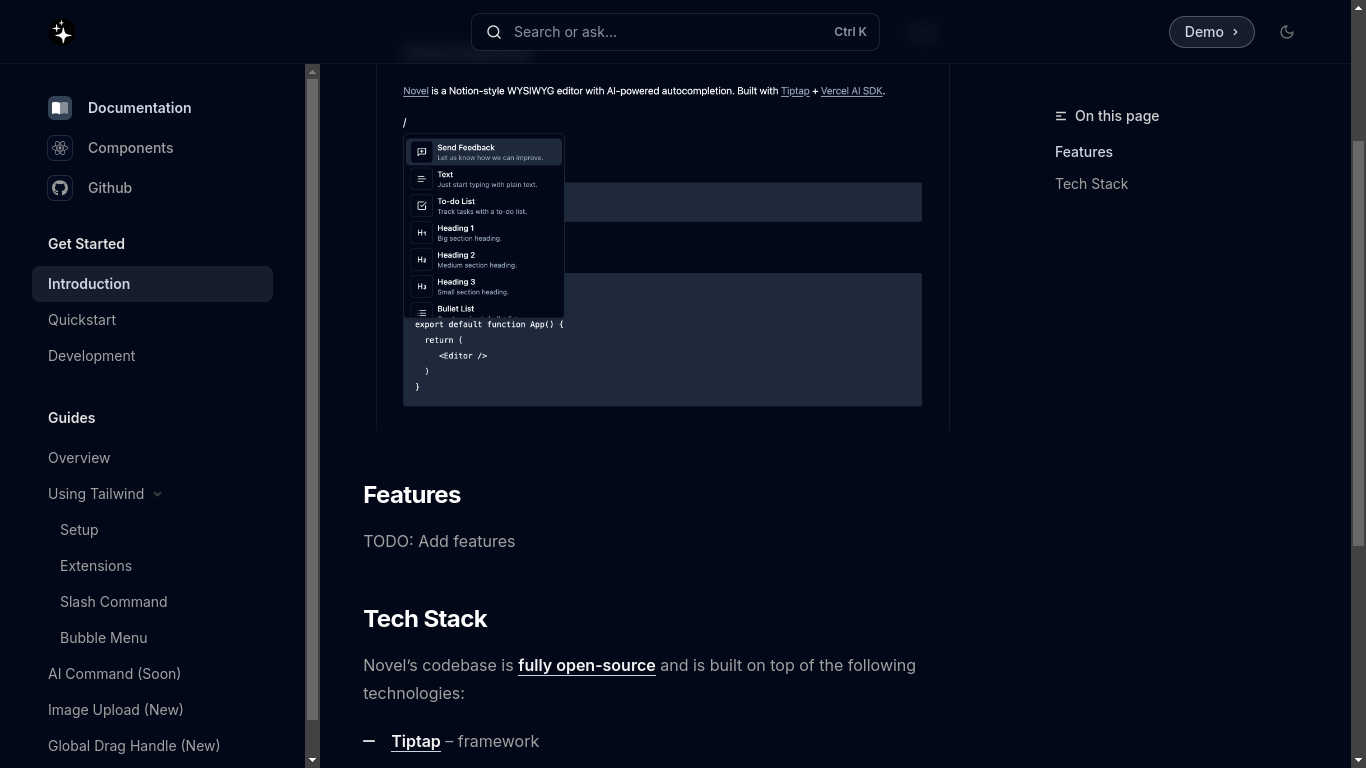 Search or ask...
Ctrl K
Demo
Documentation
Components
Github
Get Started
Introduction
Quickstart
Development
Guides
Overview
Using Tailwind
Setup
Extensions
Slash Command
Bubble Menu
AI Command (Soon)
Image Upload (New)
Global Drag Handle (New)
Novel is a Notion-style WYSIWYG editor with AI-powered autocompletion. Built with Tiptap + Vercel AI SDK.
/
Send Feedback
Let us know how we can improve.
Text
Just start typing with plain text.
To-do List
Track tasks with a to-do list.
H1 Heading 1
Big section heading.
H2 Heading 2
Medium section heading.
H3 Heading 3
Small section heading.
Bullet List
export default function App() {
return (
<Editor />
)
}
Features
TODO: Add features
Tech Stack
Novel’s codebase is fully open-source and is built on top of the following
technologies:
— Tiptap – framework
On this page
Features
Tech Stack